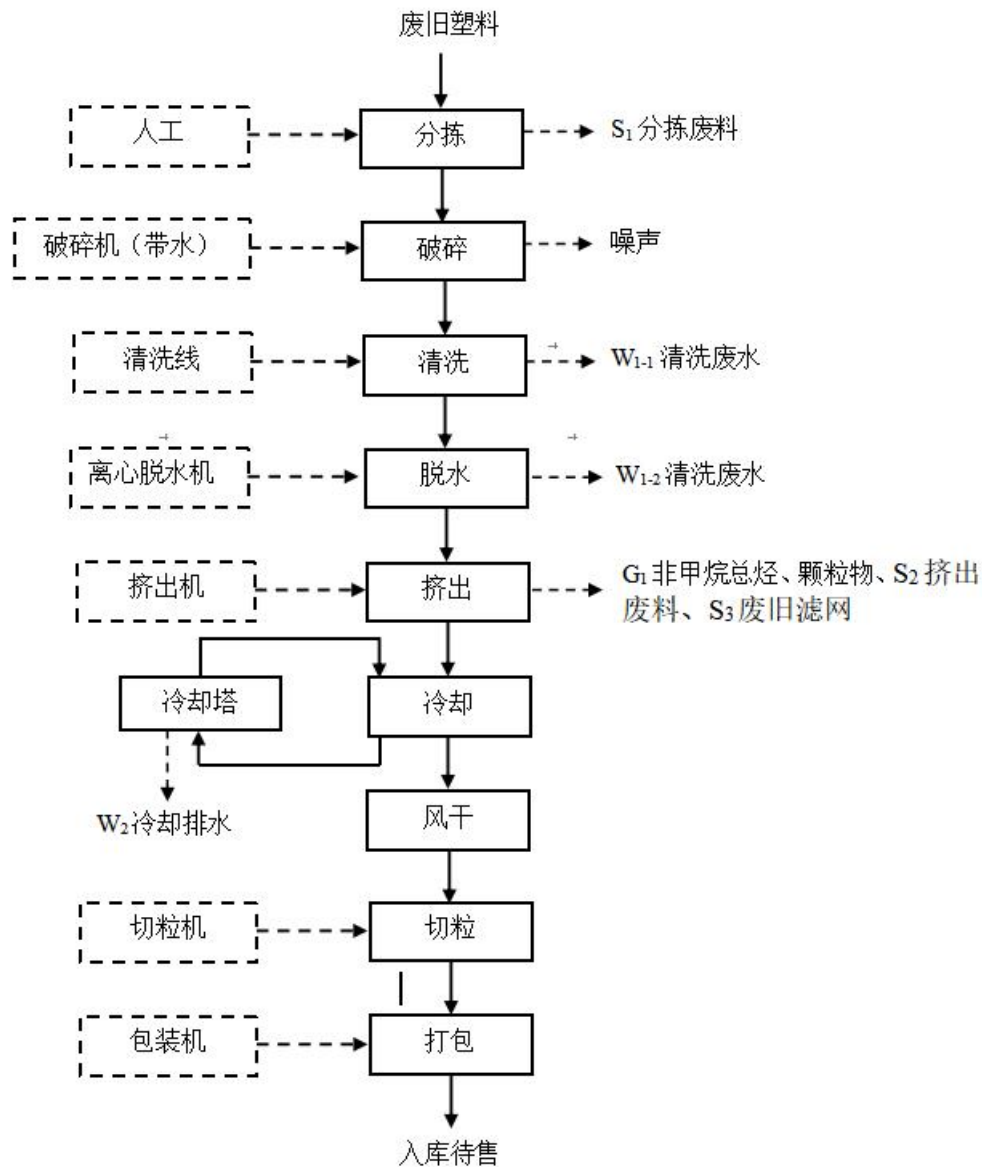 废旧塑料
人工
分拣
S₁分拣废料
破碎机（带水）
破碎
噪声
清洗线
清洗
W₁₋₁清洗废水
离心脱水机
脱水
W₁₋₂清洗废水
挤出机
挤出
G₁非甲烷总烃、颗粒物、S₂挤出
废料、S₃废旧滤网
冷却塔
冷却
W₂冷却排水
风干
切粒机
切粒
包装机
打包
入库待售